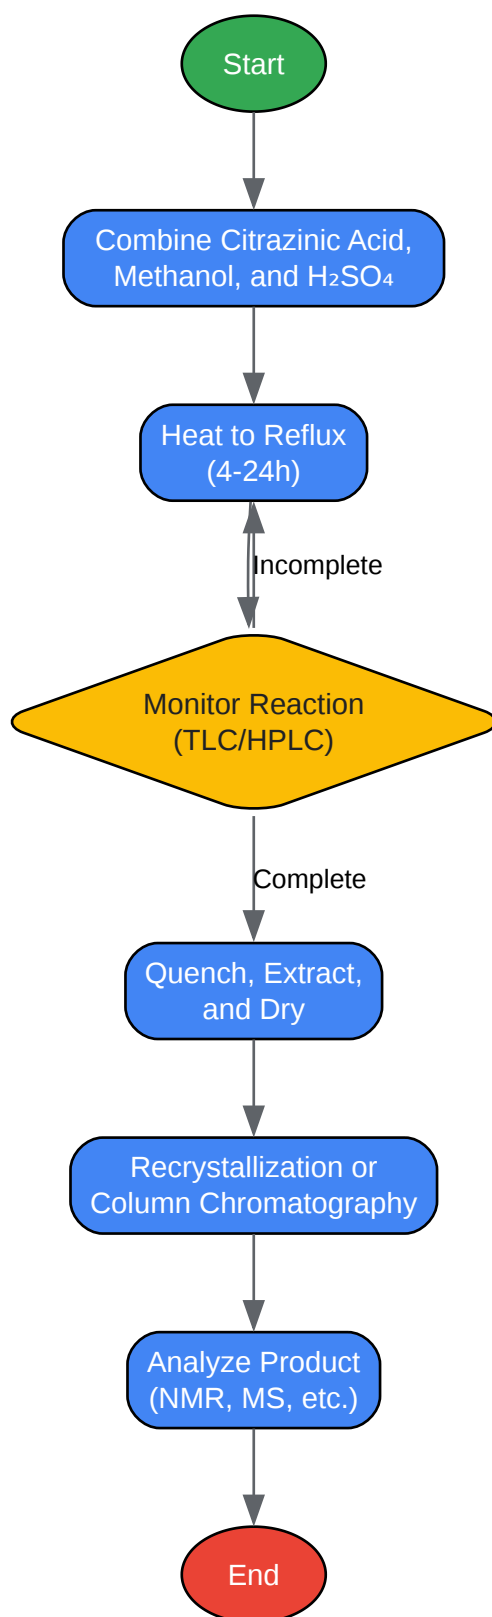 Start
Combine Citrazinic Acid,
Methanol, and H₂SO₄
Heat to Reflux
(4-24h)
Incomplete
Monitor Reaction
(TLC/HPLC)
Complete
Quench, Extract,
and Dry
Recrystallization or
Column Chromatography
Analyze Product
(NMR, MS, etc.)
End